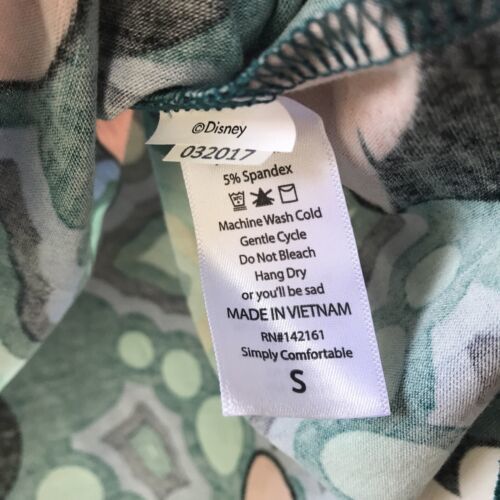 ©Disney
032017
5% Spandex
Machine Wash Cold
Gentle Cycle
Do Not Bleach
Hang Dry
or you'll be sad
MADE IN VIETNAM
RN#142161
Simply Comfortable
S